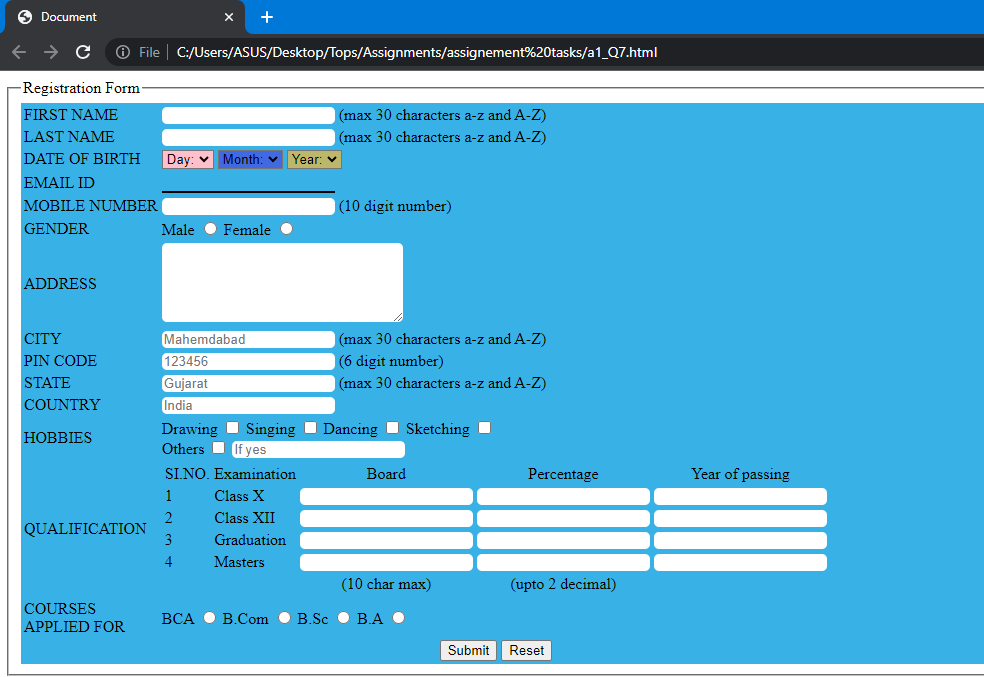 Document
File C:/Users/ASUS/Desktop/Tops/Assignments/assignement%20tasks/a1_Q7.html
Registration Form
FIRST NAME (max 30 characters a-z and A-Z)
LAST NAME (max 30 characters a-z and A-Z)
DATE OF BIRTH Day: Month: Year:
EMAIL ID
MOBILE NUMBER (10 digit number)
GENDER Male Female
ADDRESS
CITY Mahemdabad (max 30 characters a-z and A-Z)
PIN CODE 123456 (6 digit number)
STATE Gujarat (max 30 characters a-z and A-Z)
COUNTRY India
HOBBIES Drawing Singing Dancing Sketching
Others If yes
QUALIFICATION
SI.NO. Examination Board Percentage Year of passing
1 Class X
2 Class XII
3 Graduation
4 Masters
(10 char max) (upto 2 decimal)
COURSES
APPLIED FOR BCA B.Com B.Sc B.A
Submit Reset